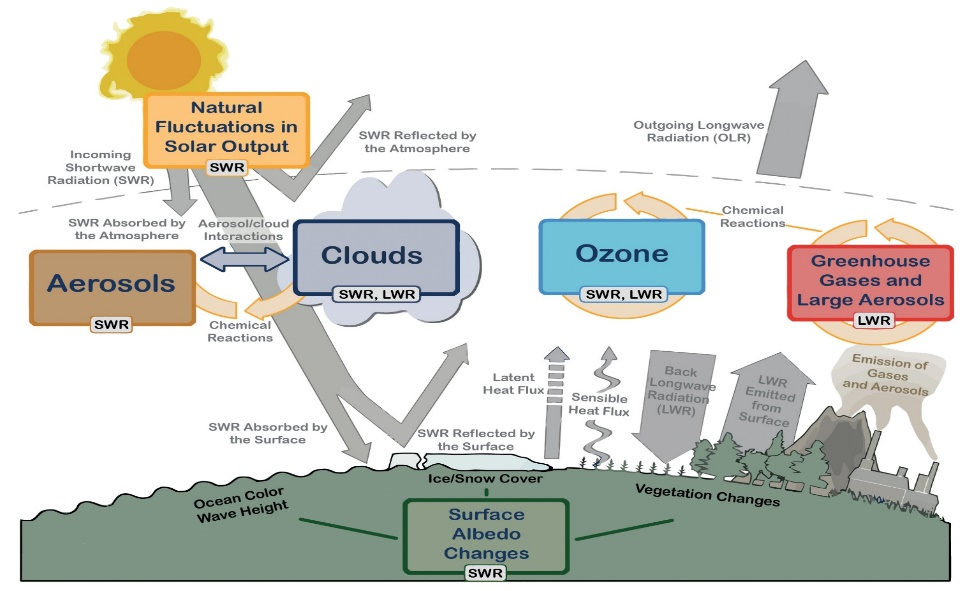 Natural
Fluctuations in
Solar Output
SWR
SWR Reflected by
the Atmosphere
Outgoing Longwave
Radiation (OLR)
Incoming
Shortwave
Radiation (SWR)
SWR Absorbed by
the Atmosphere
Aerosol/cloud
Interactions
Chemical
Reactions
Aerosols
SWR
Clouds
SWR, LWR
Ozone
SWR, LWR
Greenhouse
Gases and
Large Aerosols
LWR
Chemical
Reactions
Emission of
Gases
and Aerosols
Latent
Heat Flux
Sensible
Heat Flux
Back
Longwave
Radiation
(LWR)
LWR
Emitted
from
Surface
SWR Absorbed by
the Surface
SWR Reflected by
the Surface
Ice/Snow Cover
Ocean Color
Wave Height
Vegetation Changes
Surface
Albedo
Changes
SWR